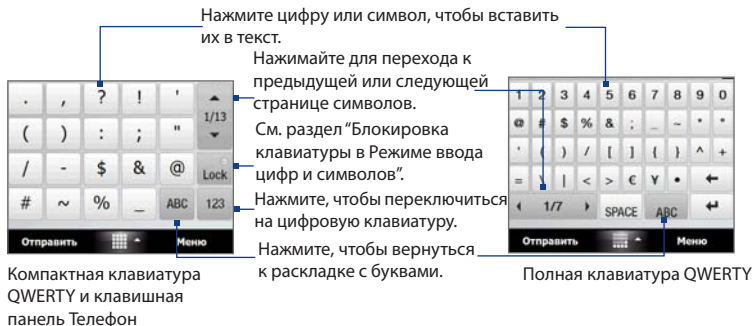 Нажмите цифру или символ, чтобы вставить
их в текст.
Нажимайте для перехода к
предыдущей или следующей
странице символов.
См. раздел “Блокировка
клавиатуры в Режиме ввода
цифр и символов”.
Нажмите, чтобы переключиться
на цифровую клавиатуру.
Нажмите, чтобы вернуться
к раскладке с буквами.
. , ? ! '
1/13
( ) : ; "
/ - $ & @ Lock
# ~ % _ ABC 123
Отправить Меню
Компактная клавиатура
QWERTY и клавишная
панель Телефон
1 2 3 4 5 6 7 8 9 0
@ # $ % & : _ ~
' ( ) / [ ] { } ^ +
= \ | < > € ¥ •
1/7 SPACE ABC
Отправить Меню
Полная клавиатура QWERTY